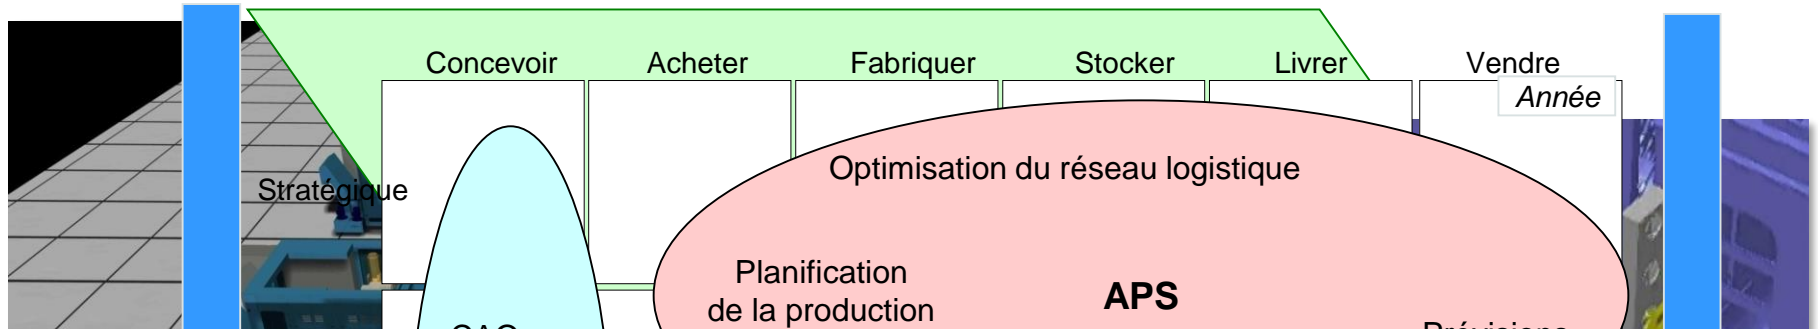 Concevoir Acheter Fabriquer Stocker Livrer Vendre
Année
Optimisation du réseau logistique
Stratégique
Planification
de la production
APS